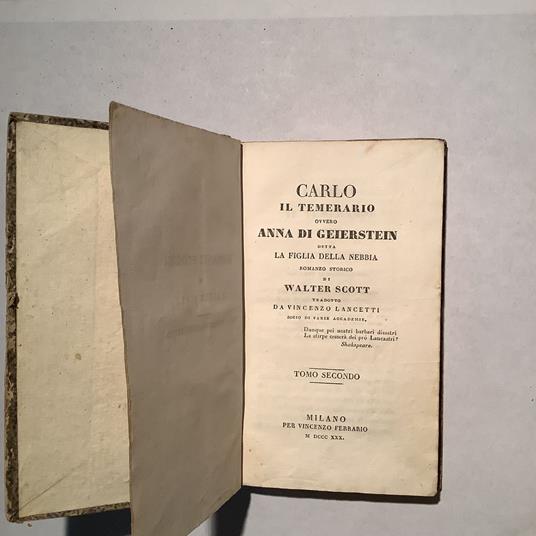 CARLO
IL TEMERARIO
OVVERO
ANNA DI GEIERSTEIN
DETTA
LA FIGLIA DELLA NEBBIA
ROMANZO STORICO
DI
WALTER SCOTT
TRADOTTO
DA VINCENZO LANCETTI
SOCIO DI VARIE ACCADEMIE.
Dunque pei nostri barbari disastri
La stirpe cesserà dei prò Lancastri?
Shakspeare.
TOMO SECONDO
MILANO
PER VINCENZO FERRARIO
M DCCC XXX.